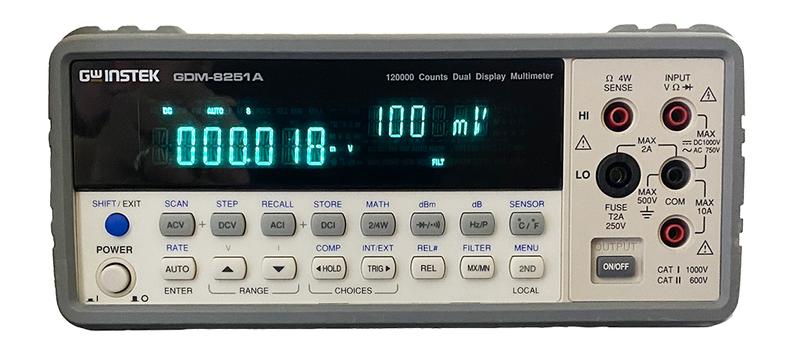 GWINSTEK GDM-8251A
120000 Counts Dual Display Multimeter
DC AUTO S
000.018 m V
100 mV
FILT
Ω 4W SENSE
INPUT VΩ
HI
LO
MAX 2A
MAX
DC1000V
AC 750V
MAX 500V
COM
MAX 10A
FUSE
T2A
250V
CAT I 1000V
CAT II 600V
OUTPUT
ON/OFF
SHIFT / EXIT
SCAN STEP RECALL STORE MATH dBm dB SENSOR
ACV + DCV ACI + DCI 2/4W Hz/P °C/°F
POWER
RATE V I COMP INT/EXT REL# FILTER MENU
AUTO ▲ ▼ ◀HOLD TRIG▶ REL MX/MN 2ND
ENTER RANGE CHOICES LOCAL
I O